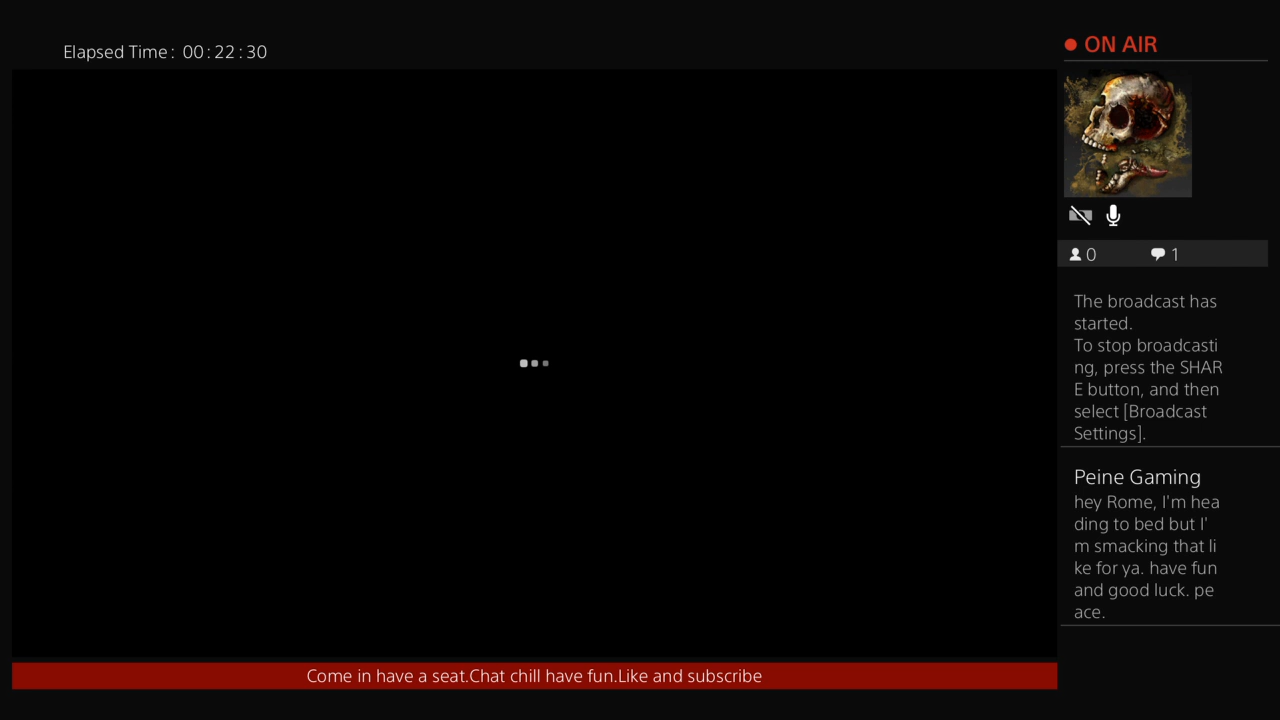 Elapsed Time: 00:22:30
ON AIR
0 1
The broadcast has
started.
To stop broadcasti
ng, press the SHAR
E button, and then
select [Broadcast
Settings].
Peine Gaming
hey Rome, I'm hea
ding to bed but I'
m smacking that li
ke for ya. have fun
and good luck. pe
ace.
Come in have a seat.Chat chill have fun.Like and subscribe